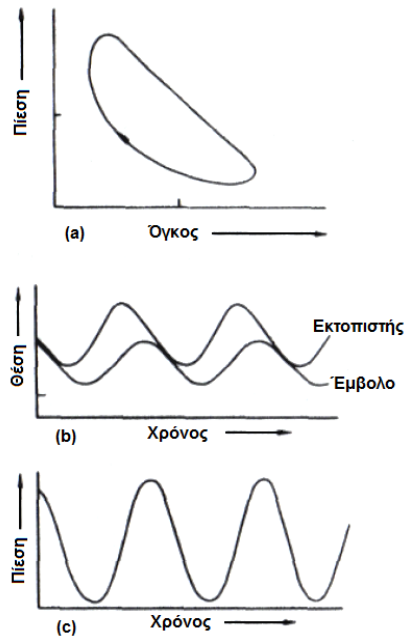 Πίεση
(a) Όγκος
Θέση
Εκτοπιστής
Έμβολο
(b) Χρόνος
Πίεση
(c) Χρόνος